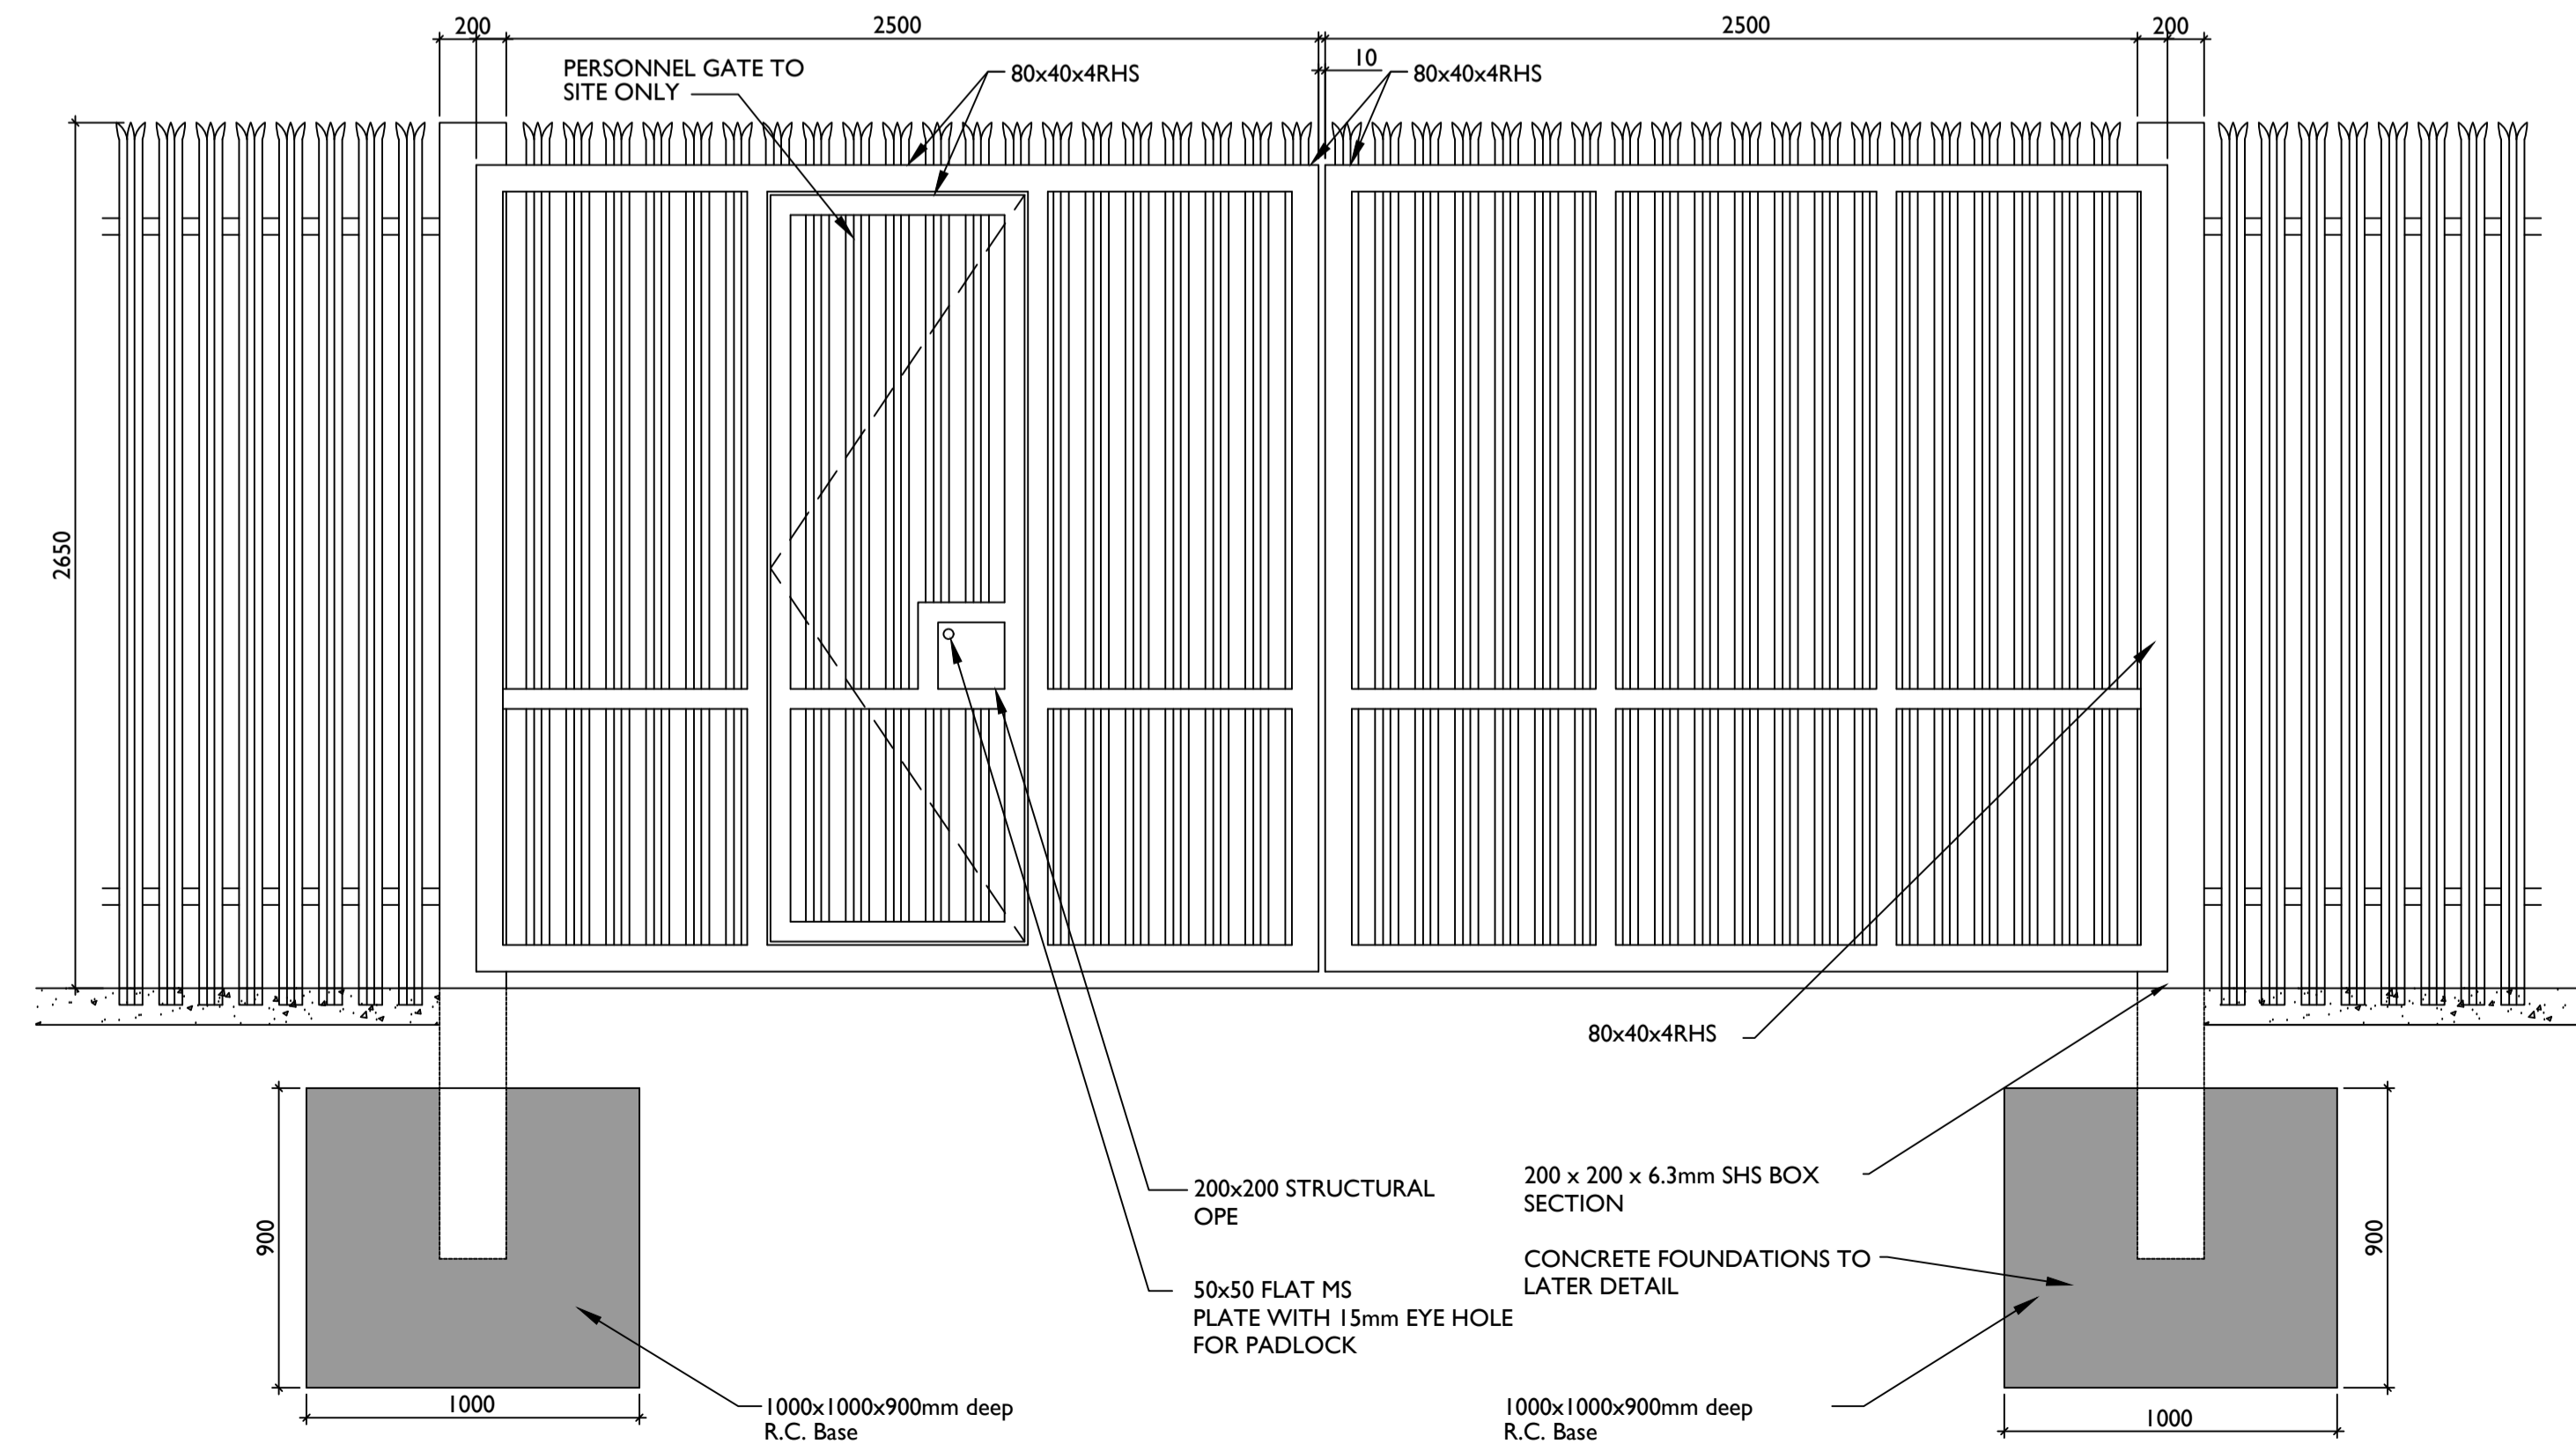 200
2500
2500
200
10
PERSONNEL GATE TO
SITE ONLY
80x40x4RHS
80x40x4RHS
2650
80x40x4RHS
200x200 STRUCTURAL
OPE
200 x 200 x 6.3mm SHS BOX
SECTION
900
900
CONCRETE FOUNDATIONS TO
LATER DETAIL
50x50 FLAT MS
PLATE WITH 15mm EYE HOLE
FOR PADLOCK
1000
1000x1000x900mm deep
R.C. Base
1000x1000x900mm deep
R.C. Base
1000